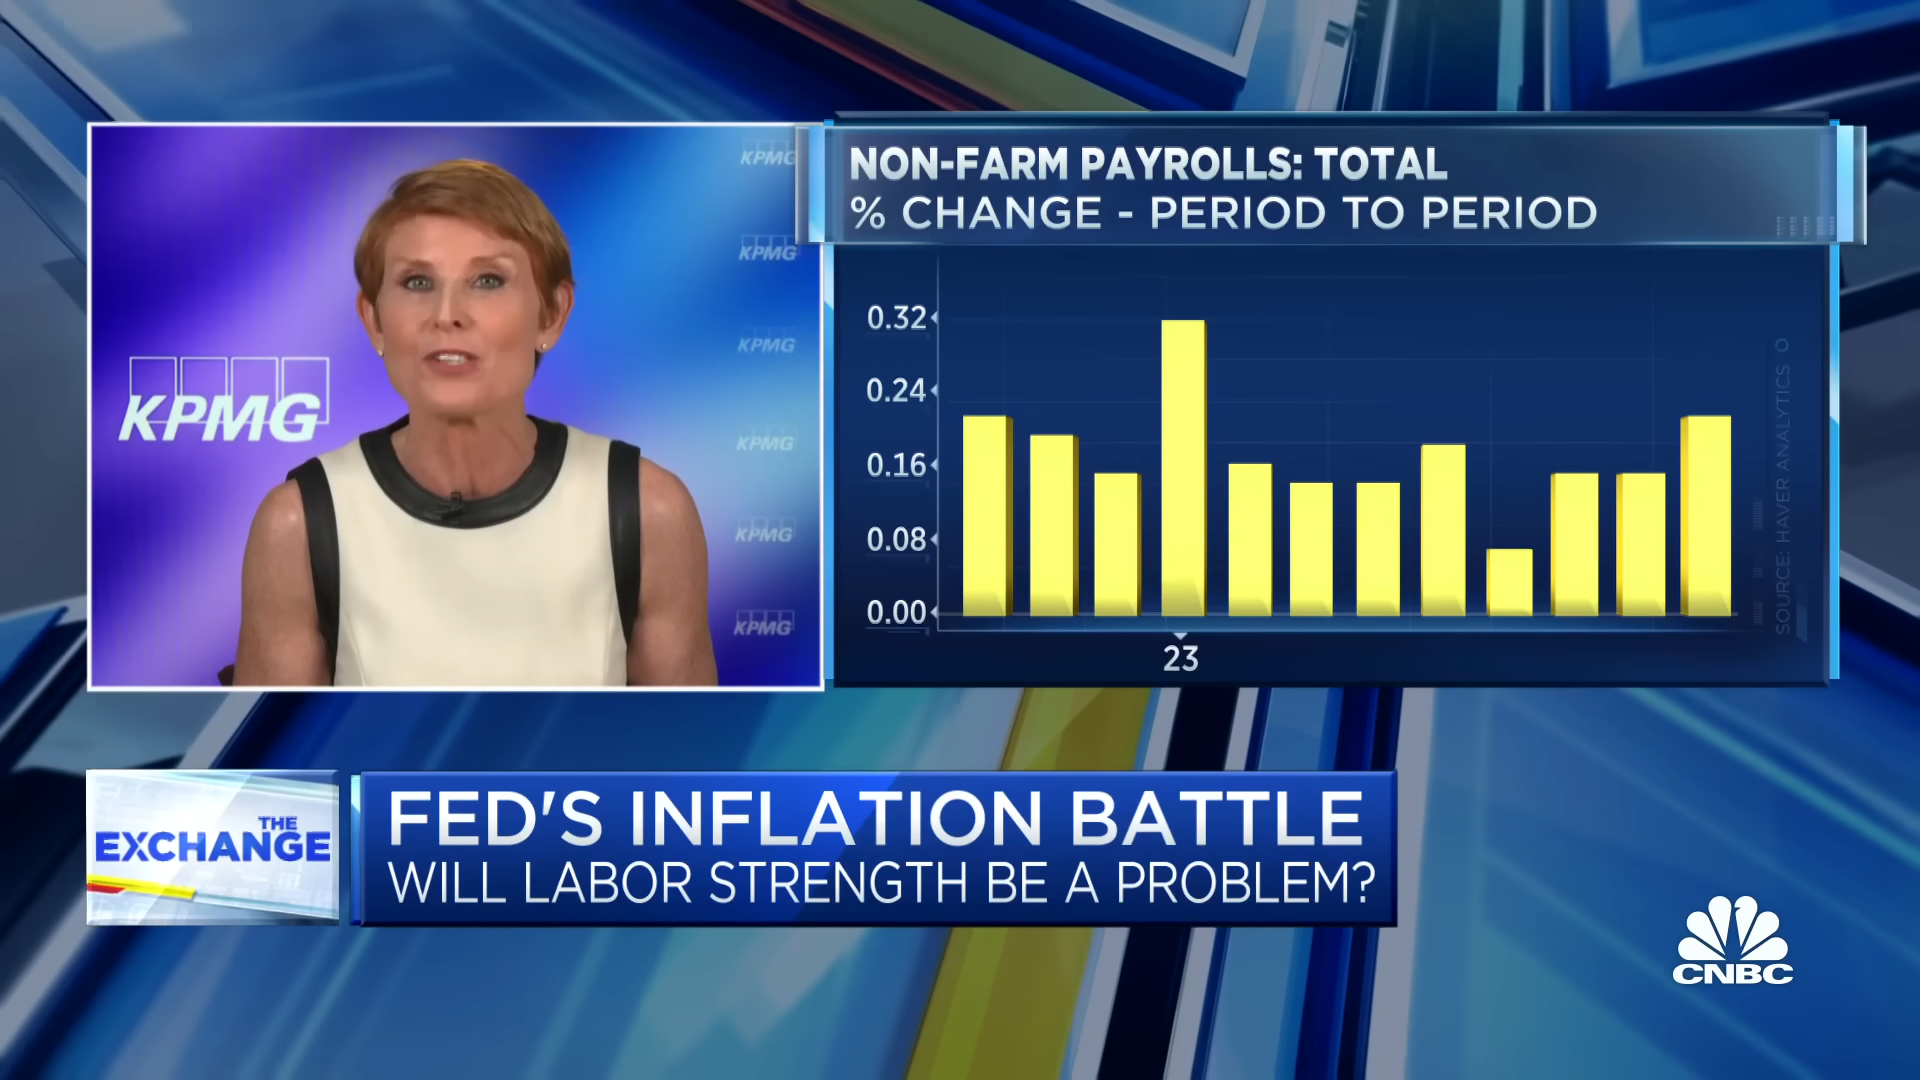 KPMG
KPMG
KPMG
KPMG
KPMG
KPMG
KPMG
NON-FARM PAYROLLS: TOTAL
% CHANGE - PERIOD TO PERIOD
0.32
0.24
0.16
0.08
0.00
23
SOURCE: HAVER ANALYTICS
THE
EXCHANGE
FED'S INFLATION BATTLE
WILL LABOR STRENGTH BE A PROBLEM?
CNBC